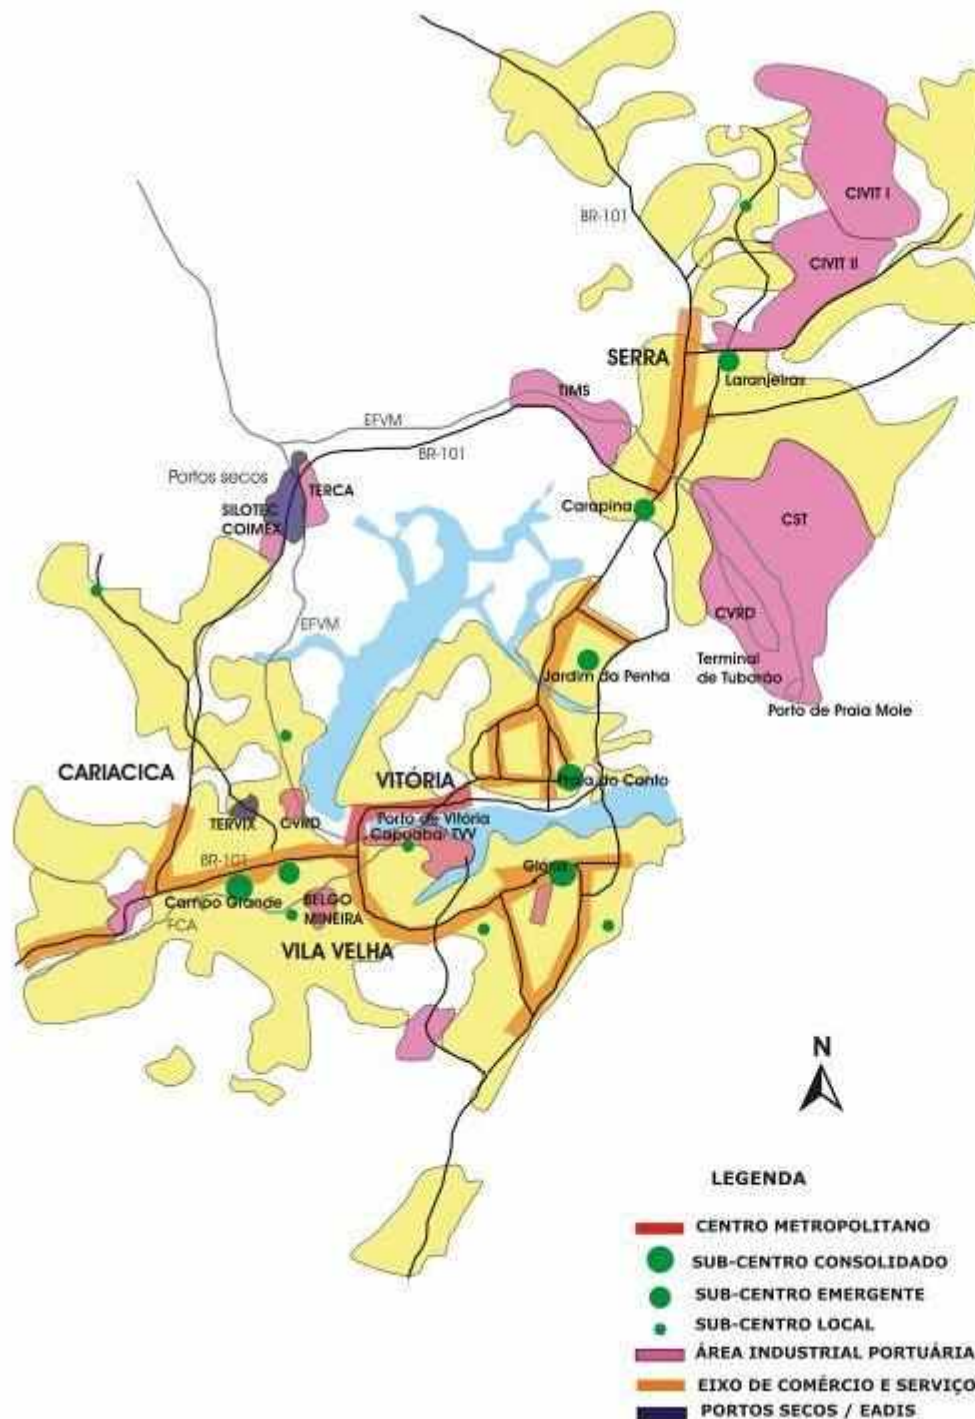 CIVIT I
BR-101
CIVIT II
SERRA
Laranjeiras
TIMS
EFVM
BR-101
Portos secos
TERCA
SILOTEC
COIMEX
Carapina
CST
EFVM
CVRD
Terminal
de Tubarão
Jardim da Penha
Porto de Praia Mole
CARIACICA
VITÓRIA
Praia do Canto
TERVIX
CVRD
Porto de Vitória
Capuaba/ TVV
BR-101
Glória
Campo Grande
BELGO
MINEIRA
FCA
VILA VELHA
N
LEGENDA
CENTRO METROPOLITANO
SUB-CENTRO CONSOLIDADO
SUB-CENTRO EMERGENTE
SUB-CENTRO LOCAL
ÁREA INDUSTRIAL PORTUÁRIA
EIXO DE COMÉRCIO E SERVIÇO
PORTOS SECOS / EADIS